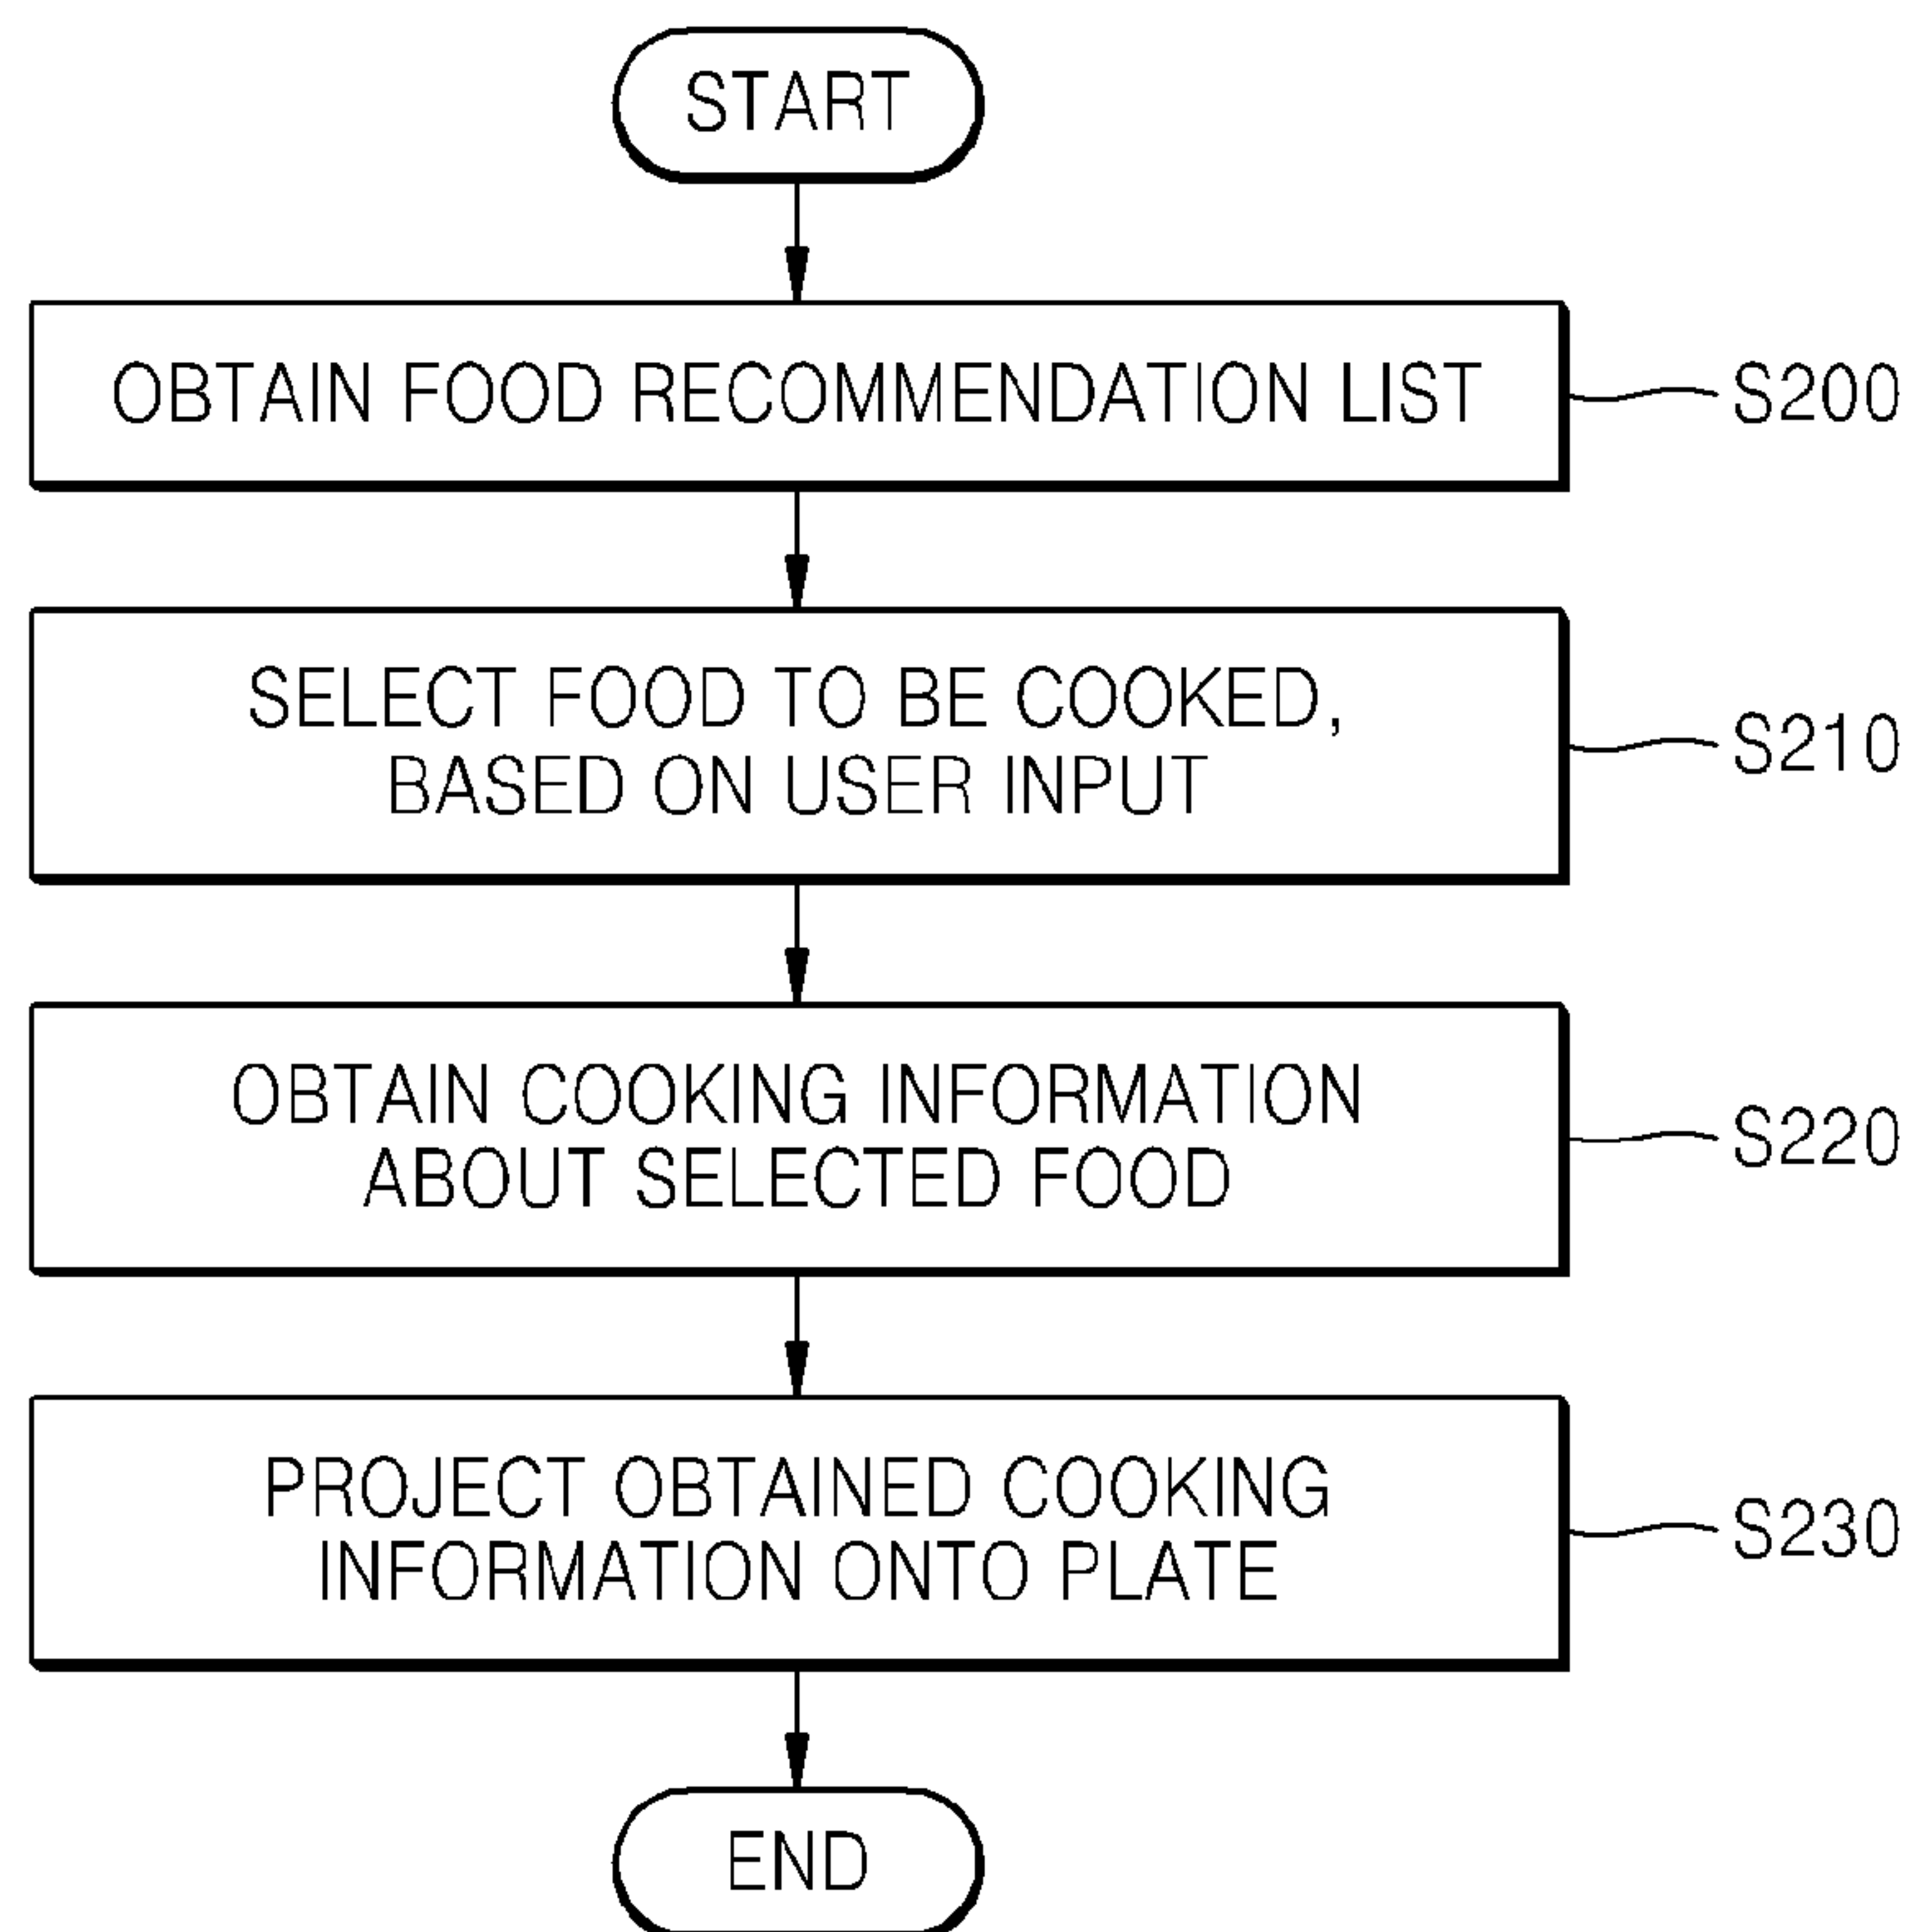 START
OBTAIN FOOD RECOMMENDATION LIST
S200
SELECT FOOD TO BE COOKED,
BASED ON USER INPUT
S210
OBTAIN COOKING INFORMATION
ABOUT SELECTED FOOD
S220
PROJECT OBTAINED COOKING
INFORMATION ONTO PLATE
S230
END